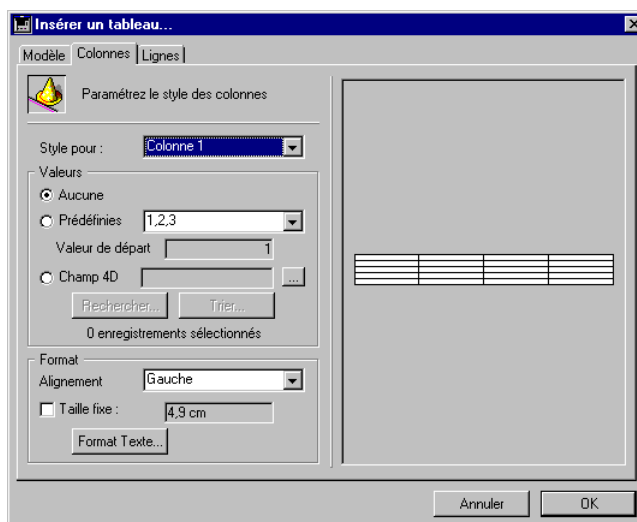 Insérer un tableau...
Modèle Colonnes Lignes
Paramétrez le style des colonnes
Style pour : Colonne 1
Valeurs
Aucune
Prédéfinies 1,2,3
Valeur de départ 1
Champ 4D ...
Rechercher... Trier...
0 enregistrements sélectionnés
Format
Alignement Gauche
Taille fixe : 4,9 cm
Format Texte...
Annuler OK